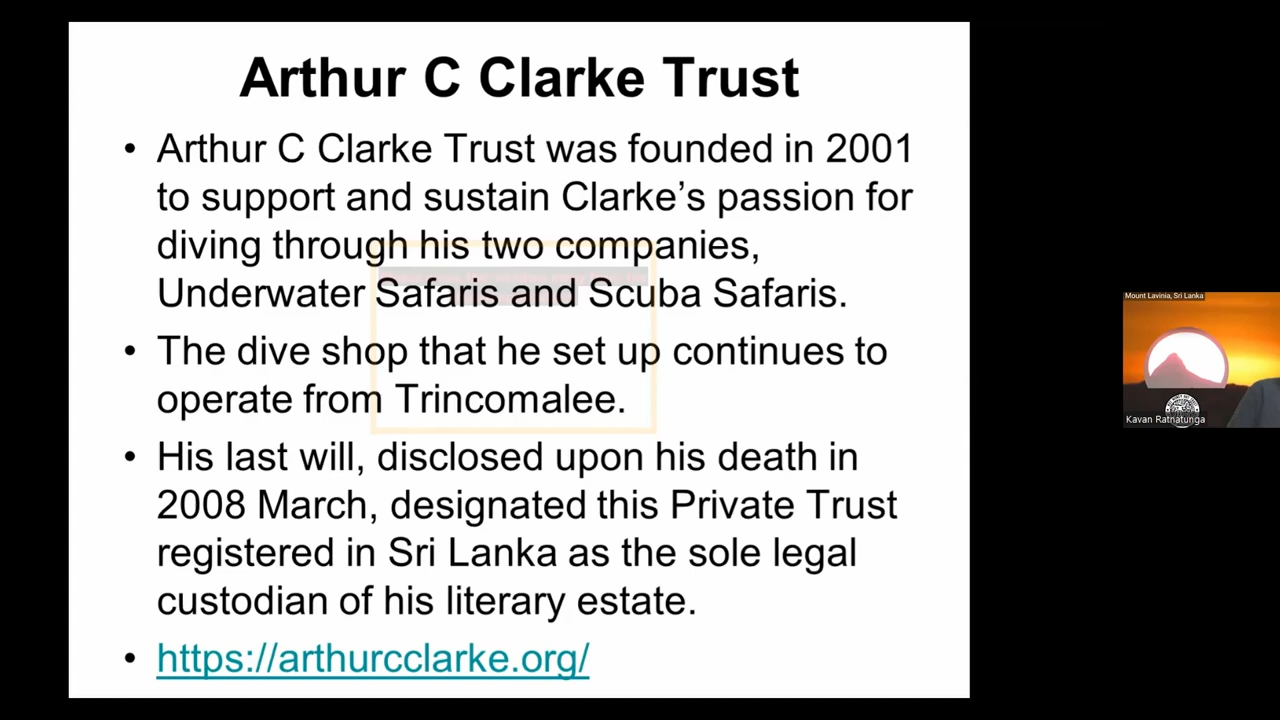 Arthur C Clarke Trust
• Arthur C Clarke Trust was founded in 2001
to support and sustain Clarke’s passion for
diving through his two companies,
Underwater Safaris and Scuba Safaris.
• The dive shop that he set up continues to
operate from Trincomalee.
• His last will, disclosed upon his death in
2008 March, designated this Private Trust
registered in Sri Lanka as the sole legal
custodian of his literary estate.
• https://arthurcclarke.org/
Mount Lavinia, Sri Lanka
Kavan Ratnatunga